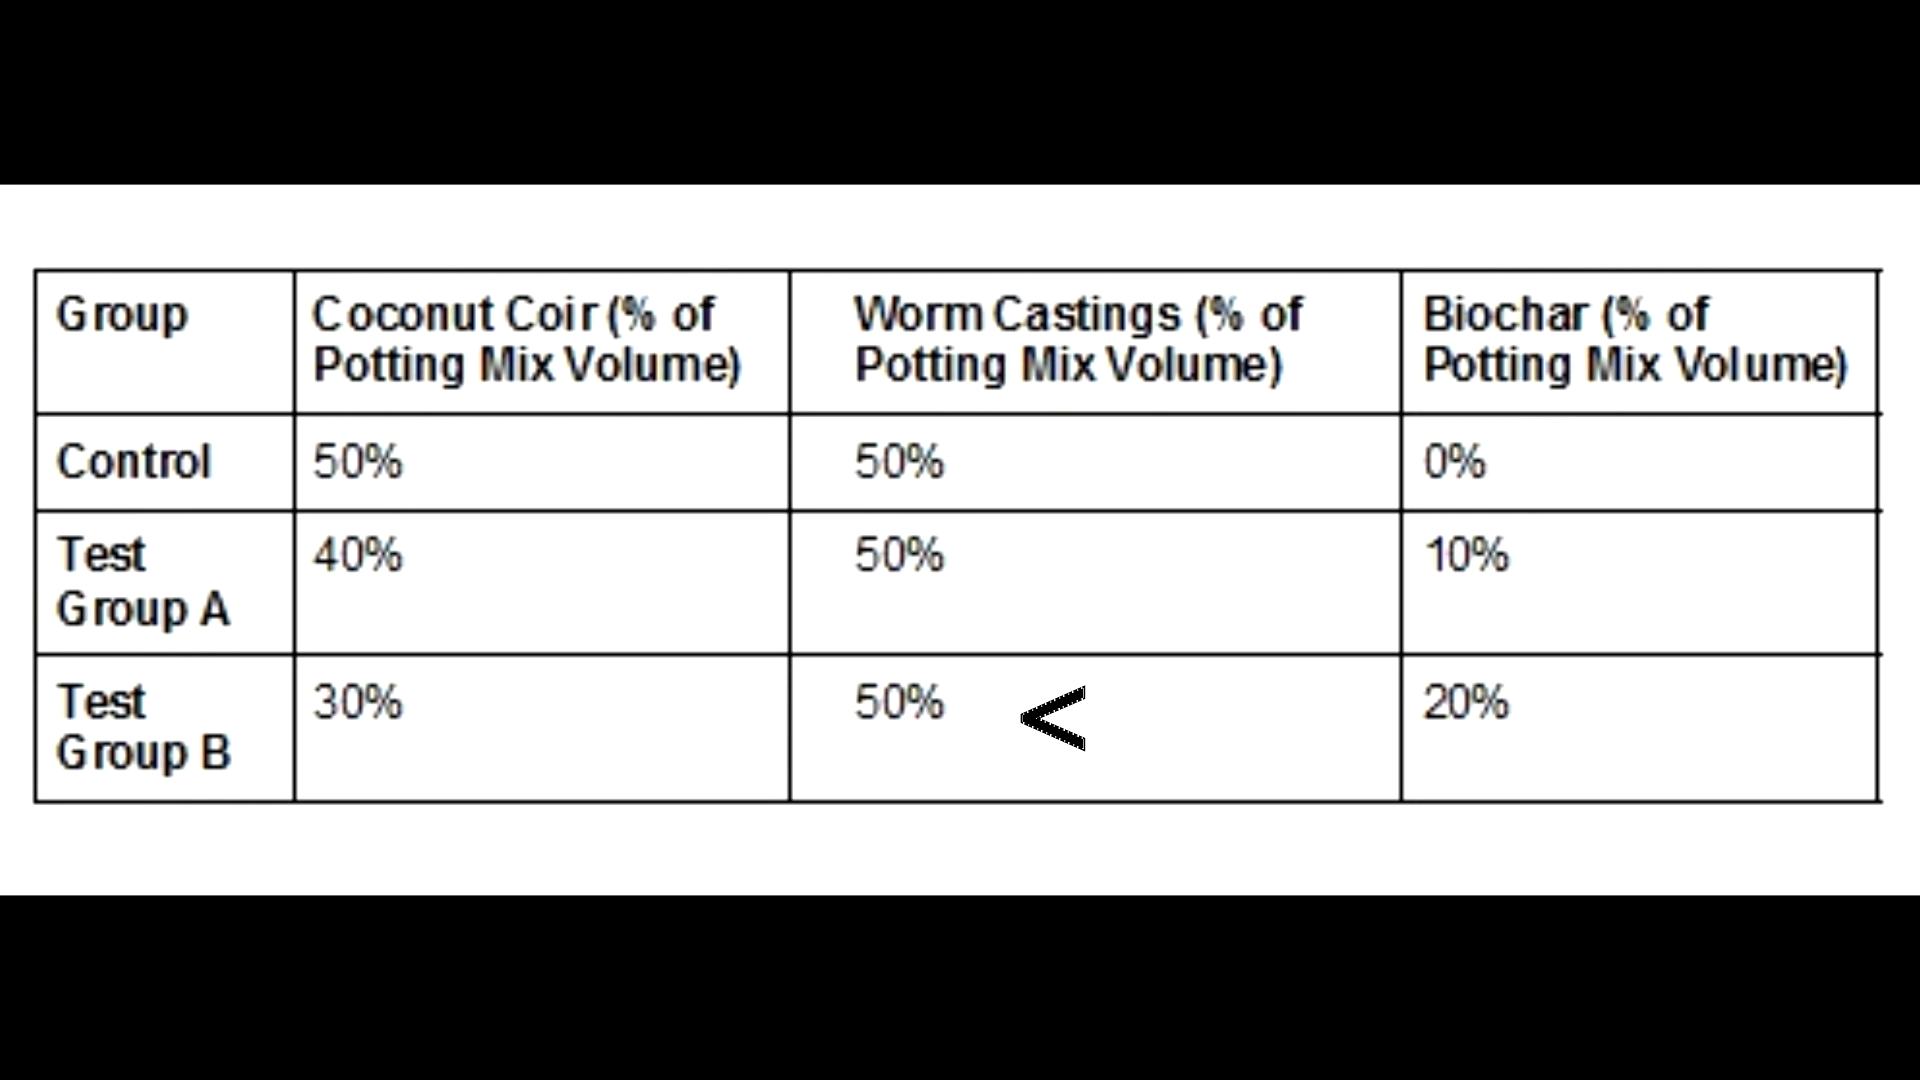 Group
Coconut Coir (% of
Potting Mix Volume)
Worm Castings (% of
Potting Mix Volume)
Biochar (% of
Potting Mix Volume)
Control
50%
50%
0%
Test
Group A
40%
50%
10%
Test
Group B
30%
50% <
20%